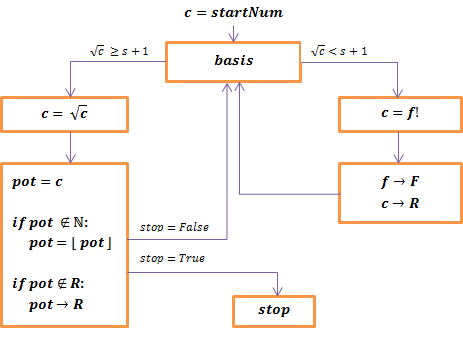 c = startNum
√c ≥ s + 1
basis
√c < s + 1
c = √c
c = f!
pot = c
if pot ∉ ℕ:
pot = ⌊ pot ⌋
if pot ∉ R:
pot → R
f → F
c → R
stop = False
stop = True
stop